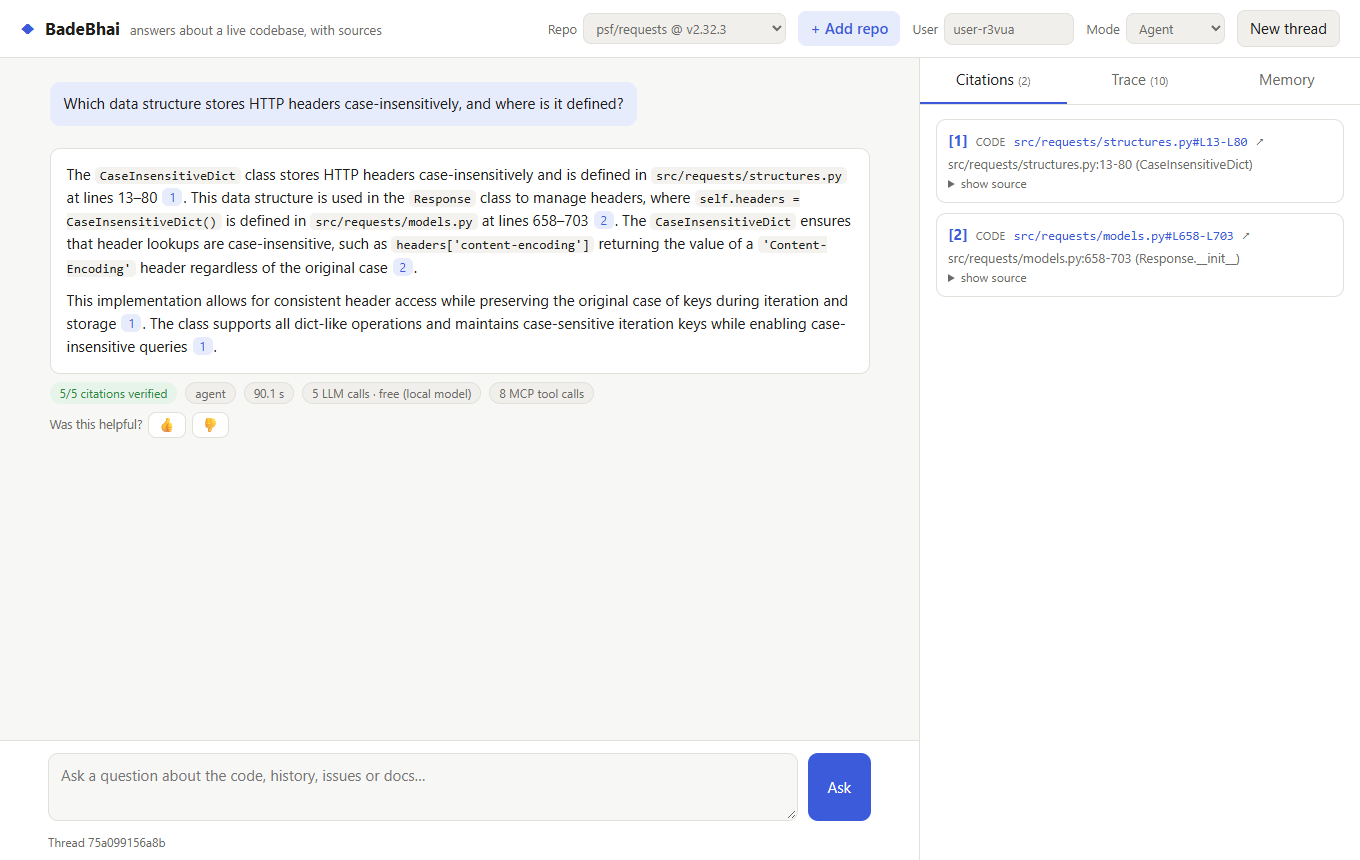 BadeBhai answers about a live codebase, with sources Repo psf/requests @ v2.32.3 + Add repo User user-r3vua Mode Agent New thread
Which data structure stores HTTP headers case-insensitively, and where is it defined?
The CaseInsensitiveDict class stores HTTP headers case-insensitively and is defined in src/requests/structures.py
at lines 13–80 1 . This data structure is used in the Response class to manage headers, where self.headers =
CaseInsensitiveDict() is defined in src/requests/models.py at lines 658–703 2 . The CaseInsensitiveDict ensures
that header lookups are case-insensitive, such as headers['content-encoding'] returning the value of a 'Content-
Encoding' header regardless of the original case 2 .
This implementation allows for consistent header access while preserving the original case of keys during iteration and
storage 1 . The class supports all dict-like operations and maintains case-sensitive iteration keys while enabling case-
insensitive queries 1 .
5/5 citations verified agent 90.1 s 5 LLM calls · free (local model) 8 MCP tool calls
Was this helpful?
Ask a question about the code, history, issues or docs...
Ask
Thread 75a099156a8b
Citations (2) Trace (10) Memory
[1] CODE src/requests/structures.py#L13-L80 ↗
src/requests/structures.py:13-80 (CaseInsensitiveDict)
▶ show source
[2] CODE src/requests/models.py#L658-L703 ↗
src/requests/models.py:658-703 (Response.__init__)
▶ show source